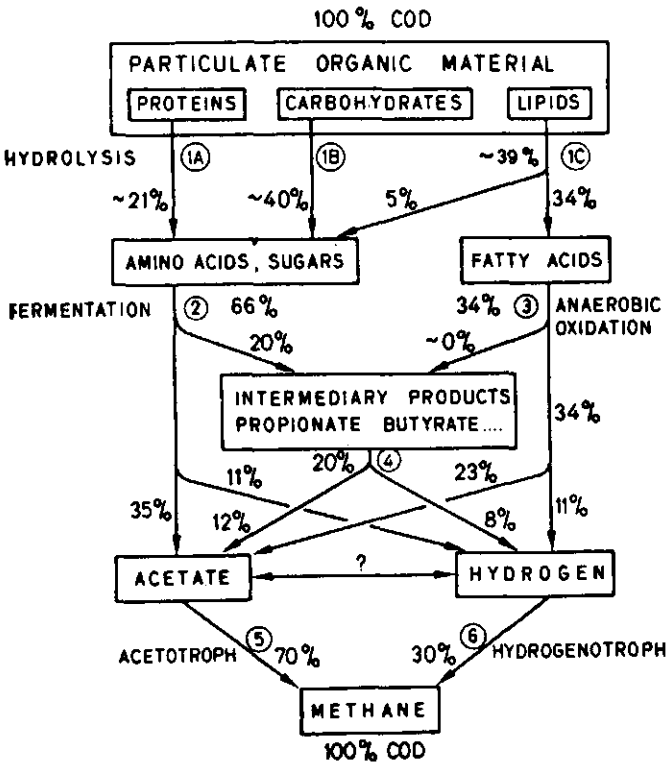 100% COD
PARTICULATE ORGANIC MATERIAL
PROTEINS CARBOHYDRATES LIPIDS
HYDROLYSIS 1A 1B ~39% 1C
~21% ~40% 5% 34%
AMINO ACIDS, SUGARS FATTY ACIDS
FERMENTATION 2 66% 34% 3 ANAEROBIC
OXIDATION
20% ~0%
INTERMEDIARY PRODUCTS
PROPIONATE BUTYRATE....
34%
20% 4
11% 23%
35% 12% 8% 11%
ACETATE ? HYDROGEN
ACETOTROPH 5 70% 30% 6 HYDROGENOTROPH
METHANE
100% COD